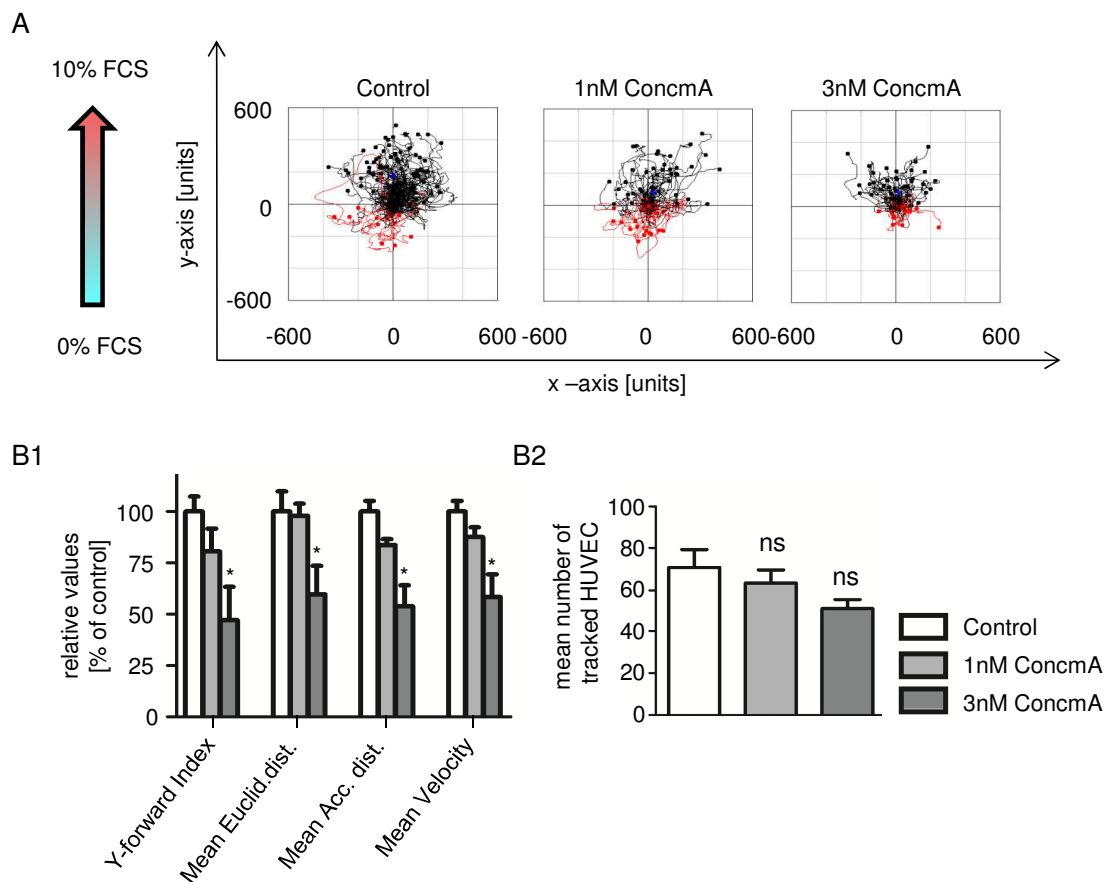 A
10% FCS
0% FCS
y-axis [units]
600
0
-600
Control
1nM ConcmA
3nM ConcmA
-600
0
600
-600
0
600
-600
0
600
x –axis [units]
B1
relative values
[% of control]
100
75
50
25
0
*
*
*
*
Y-forward Index
Mean Euclid.dist.
Mean Acc. dist.
Mean Velocity
B2
mean number of
tracked HUVEC
100
80
60
40
20
0
ns
ns
Control
1nM ConcmA
3nM ConcmA